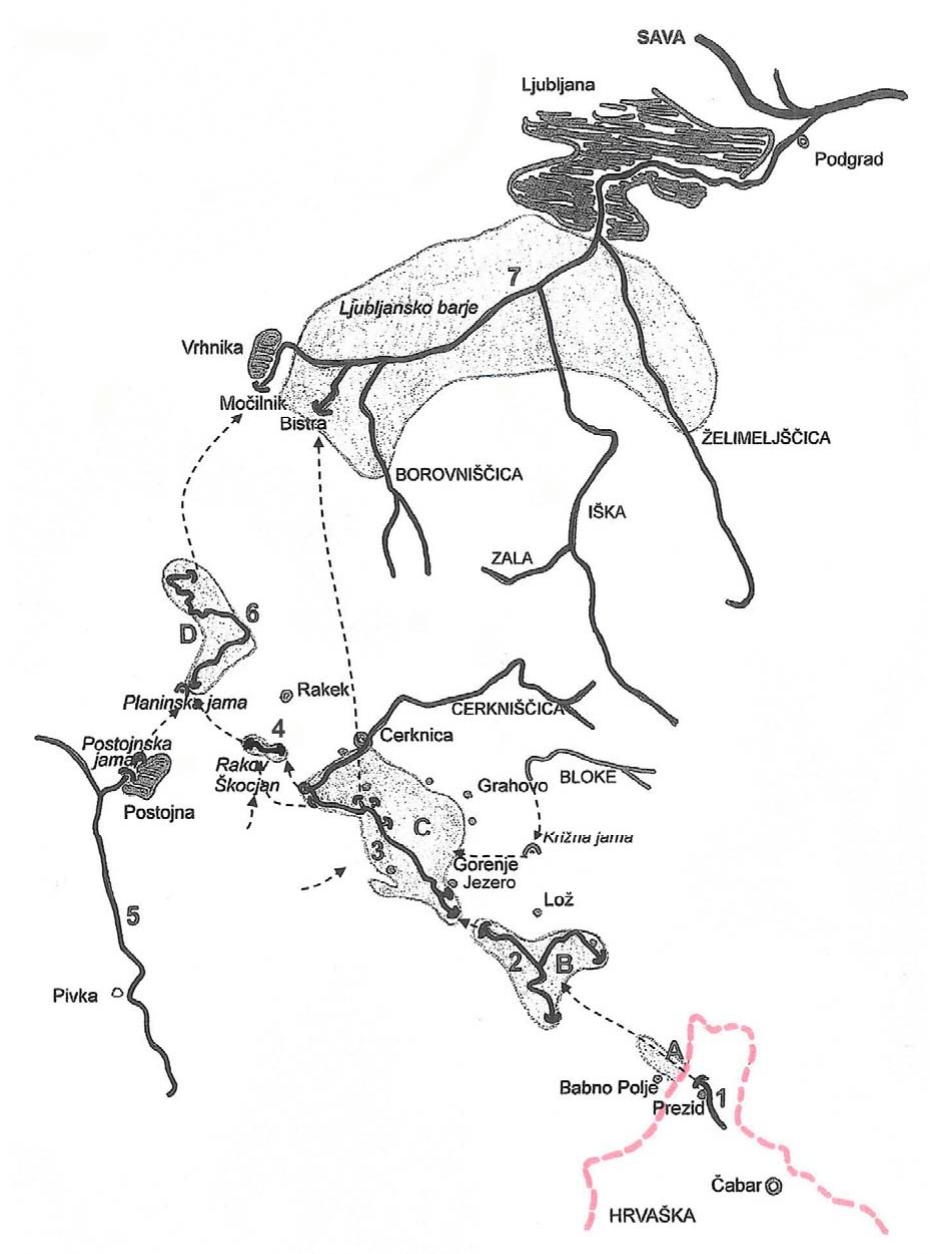 SAVA
Ljubljana
Podgrad
7
Ljubljansko barje
Vrhnika
Močilnik
Bistra
ŽELIMELJŠČICA
BOROVNIŠČICA
IŠKA
ZALA
6
D
Planinska jama
Rakek
CERKNIŠČICA
4
Cerknica
Postojnska
jama
Rakov
Škocjan
BLOKE
Grahovo
Postojna
C
Križna jama
3
Gorenje
Jezero
Lož
5
2
B
Pivka
A
Babno Polje
1
Prezid
Čabar
HRVAŠKA